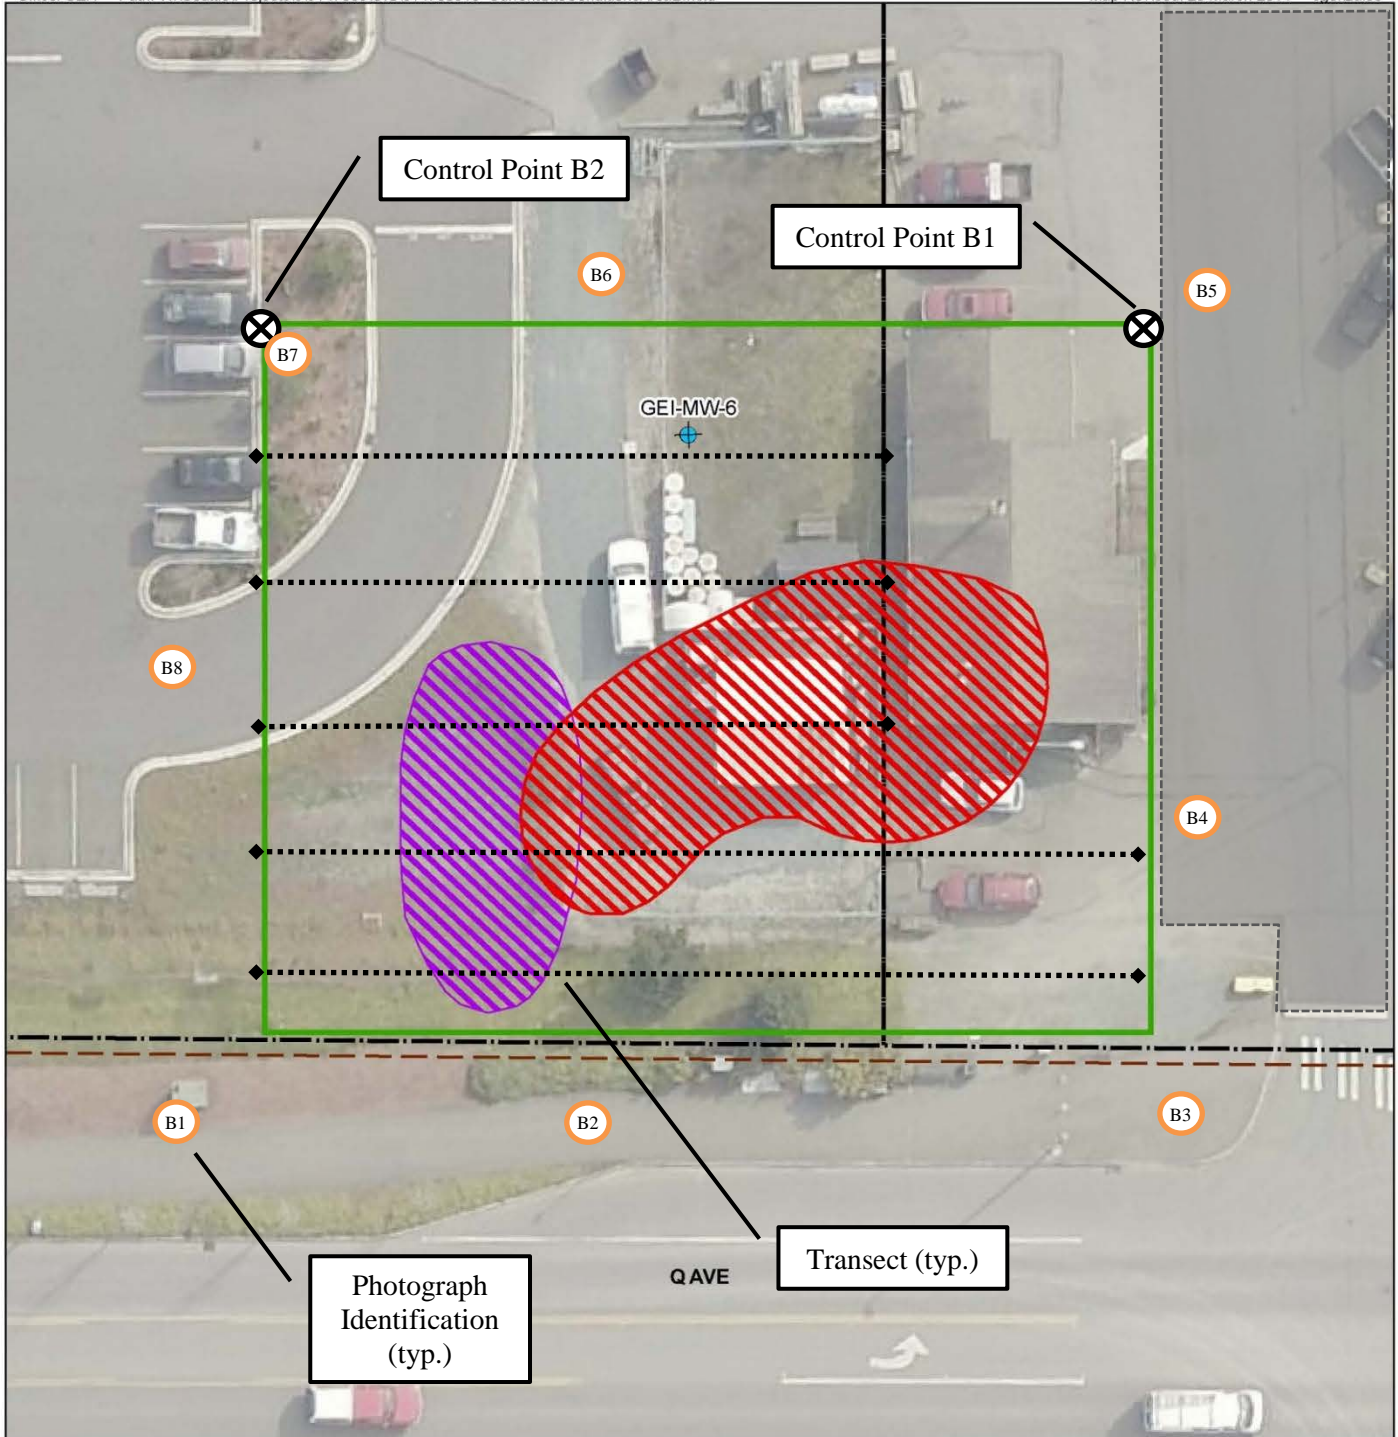 Control Point B2
Control Point B1
B6
B5
B7
GEI-MW-6
B8
B4
B1
B2
B3
Transect (typ.)
Q AVE
Photograph
Identification
(typ.)